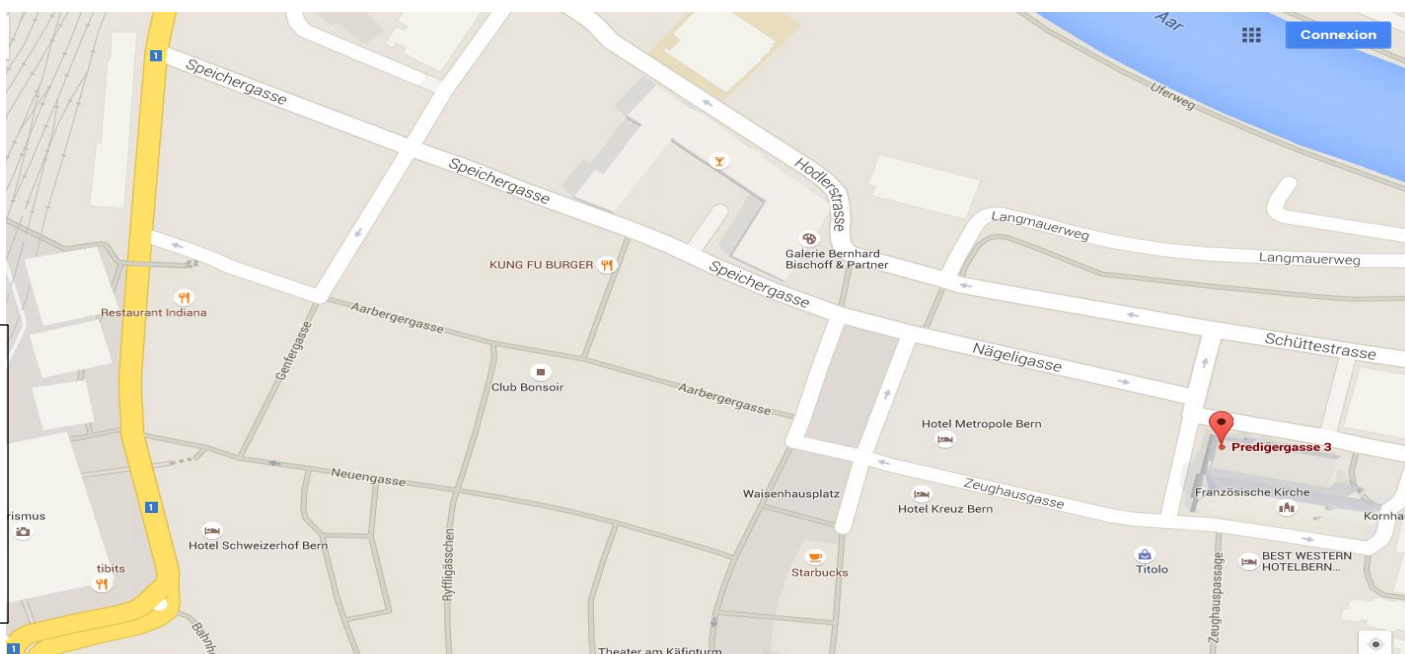 Aar
Connexion
1
Speichergasse
Uferweg
Speichergasse
Hodlerstrasse
Langmauerweg
Galerie Bernhard
Bischoff & Partner
Langmauerweg
KUNG FU BURGER
Speichergasse
Restaurant Indiana
Aarbergergasse
Genfergasse
Nägeligasse
Schüttestrasse
Club Bonsoir
Aarbergergasse
Hotel Metropole Bern
Predigergasse 3
Neuengasse
Waisenhausplatz
Zeughausgasse
Hotel Kreuz Bern
Französische Kirche
Kornha
1
rismus
Hotel Schweizerhof Bern
Ryffligässchen
Starbucks
Titolo
BEST WESTERN
HOTELBERN...
tibits
Zeughauspassage
Bahnh
1
Theater am Käfigturm